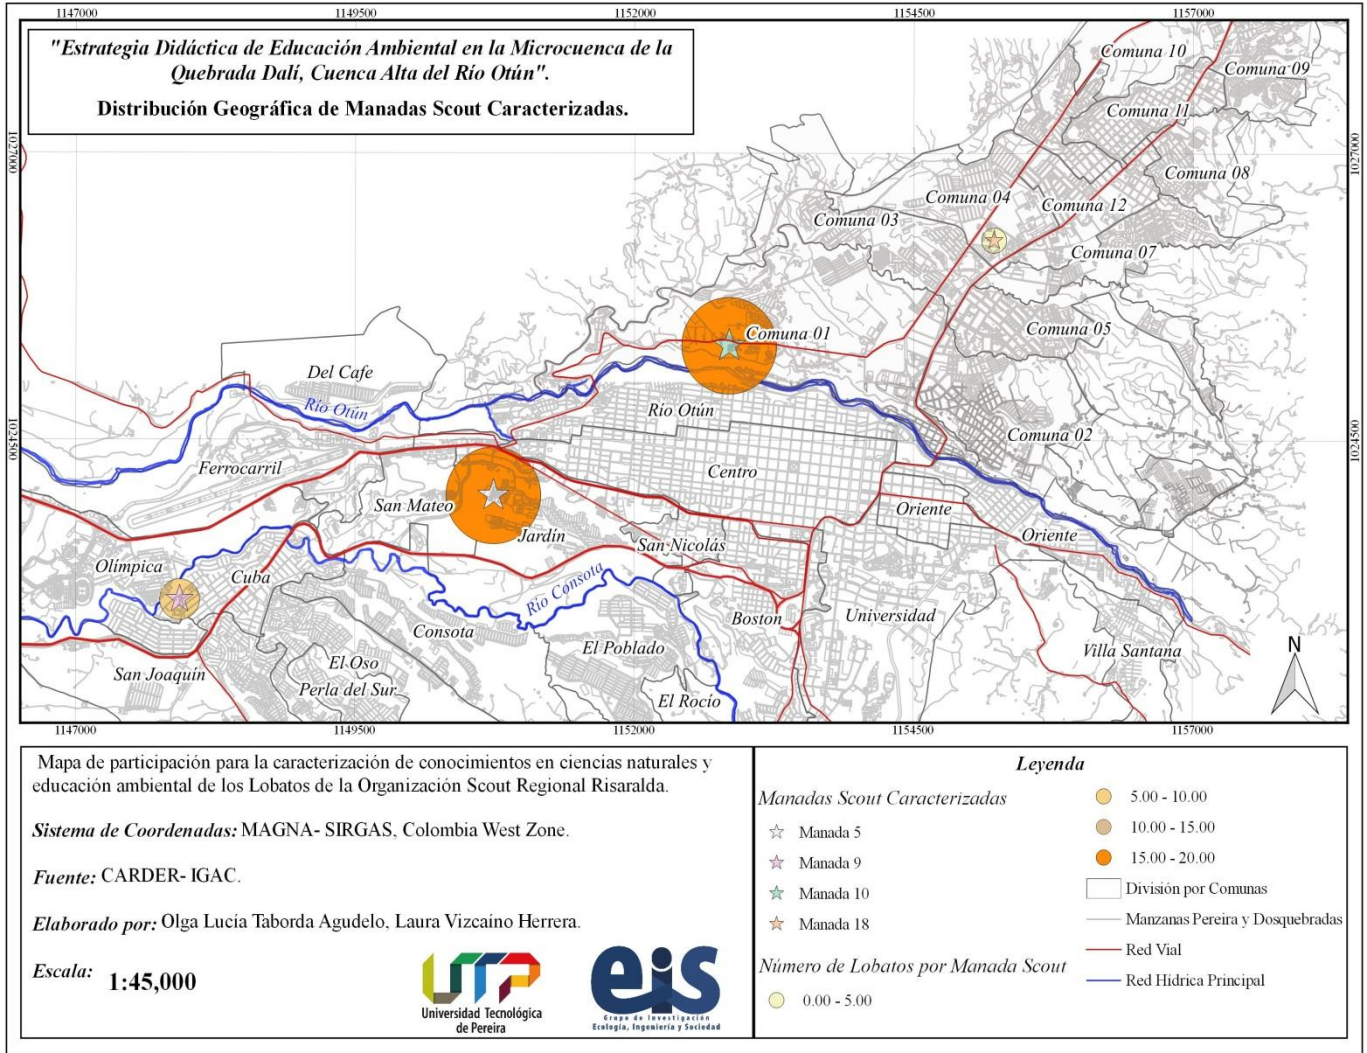 1147000
1149500
1152000
1154500
1157000
"Estrategia Didáctica de Educación Ambiental en la Microcuenca de la
Quebrada Dalí, Cuenca Alta del Río Otún".
Distribución Geográfica de Manadas Scout Caracterizadas.
1027000
1027000
1024500
1024500
Comuna 10
Comuna 09
Comuna 11
Comuna 08
Comuna 04
Comuna 12
Comuna 03
Comuna 07
Comuna 05
Comuna 01
Del Cafe
Río Otún
Río Otún
Comuna 02
Ferrocarril
Centro
San Mateo
Oriente
Jardín
San Nicolás
Oriente
Olímpica
Cuba
Río Consota
Boston
Universidad
Consota
El Poblado
Villa Santana
San Joaquín
El Oso
Perla del Sur
El Rocío
N
1147000
1149500
1152000
1154500
1157000
Mapa de participación para la caracterización de conocimientos en ciencias naturales y
educación ambiental de los Lobatos de la Organización Scout Regional Risaralda.
Sistema de Coordenadas: MAGNA- SIRGAS, Colombia West Zone.
Fuente: CARDER- IGAC.
Elaborado por: Olga Lucía Taborda Agudelo, Laura Vizcaíno Herrera.
Escala: 1:45,000
UTP
Universidad Tecnológica
de Pereira
eis
Grupo de Investigación
Ecología, Ingeniería y Sociedad
Leyenda
Manadas Scout Caracterizadas
Manada 5
Manada 9
Manada 10
Manada 18
Número de Lobatos por Manada Scout
0.00 - 5.00
5.00 - 10.00
10.00 - 15.00
15.00 - 20.00
División por Comunas
Manzanas Pereira y Dosquebradas
Red Vial
Red Hídrica Principal